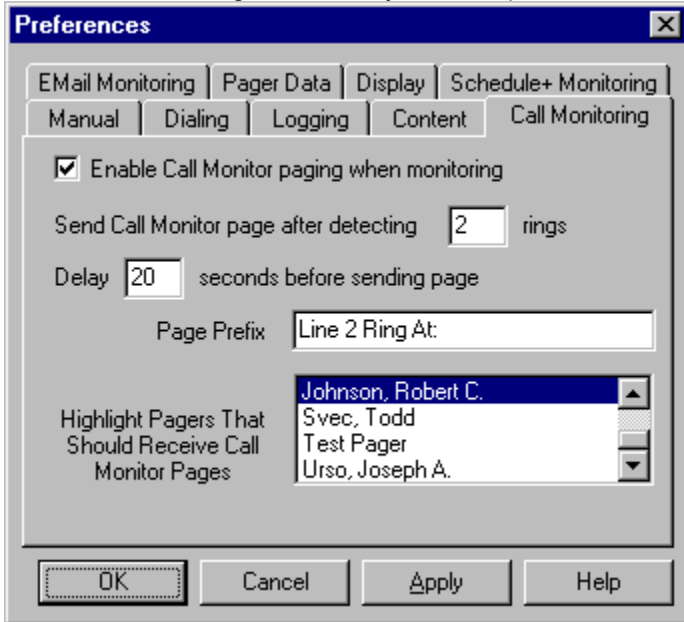 Preferences
EMail Monitoring Pager Data Display Schedule+ Monitoring
Manual Dialing Logging Content Call Monitoring
Enable Call Monitor paging when monitoring
Send Call Monitor page after detecting 2 rings
Delay 20 seconds before sending page
Page Prefix Line 2 Ring At:
Highlight Pagers That
Should Receive Call
Monitor Pages
Johnson, Robert C.
Svec, Todd
Test Pager
Urso, Joseph A.
OK Cancel Apply Help